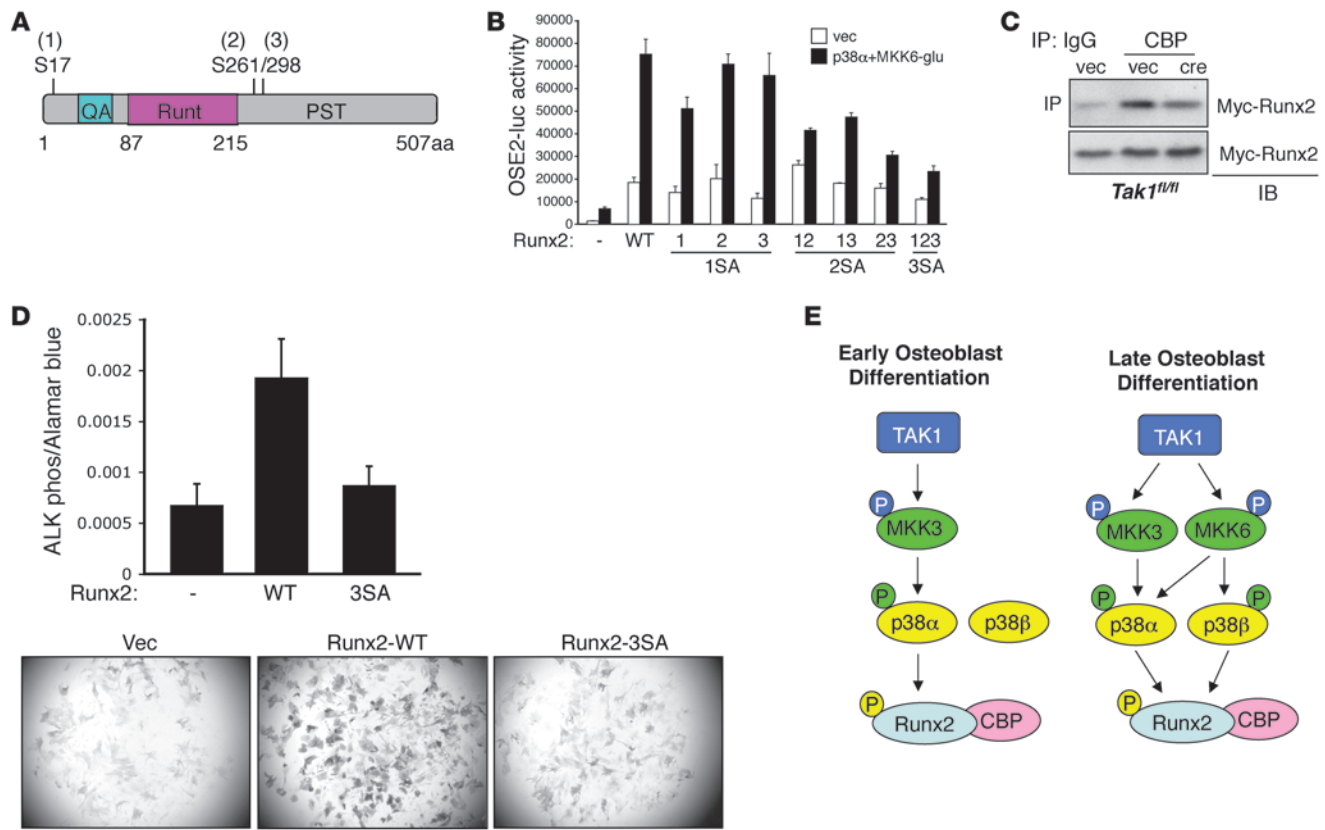 A
(1) (2) (3)
S17 S261/298
QA Runt PST
1 87 215 507aa
B
OSE2-luc activity
90000
80000
70000
60000
50000
40000
30000
20000
10000
0
vec
p38α+MKK6-glu
Runx2: - WT 1 2 3 12 13 23 123
1SA 2SA 3SA
C
IP: IgG CBP
vec vec cre
IP Myc-Runx2
Myc-Runx2
Tak1fl/fl IB
D
ALK phos/Alamar blue
0.0025
0.002
0.0015
0.001
0.0005
0
Runx2: - WT 3SA
Vec Runx2-WT Runx2-3SA
E
Early Osteoblast
Differentiation
TAK1
P
MKK3
P
p38α p38β
P
Runx2 CBP
Late Osteoblast
Differentiation
TAK1
P P
MKK3 MKK6
P P
p38α p38β
P
Runx2 CBP